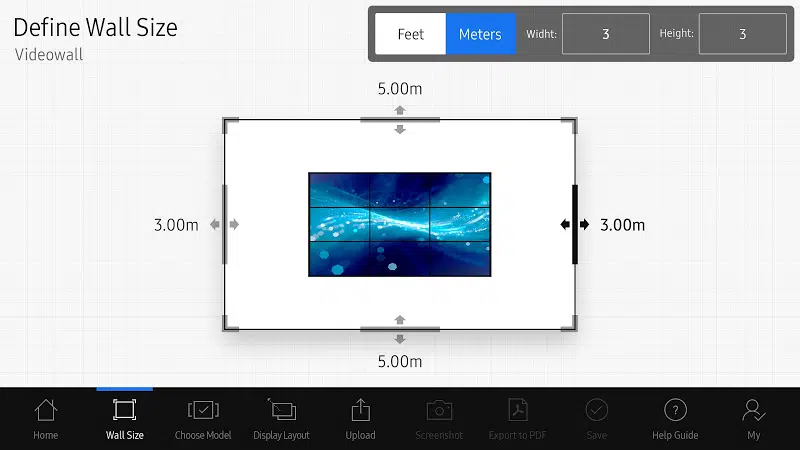 Define Wall Size
Videowall
Feet Meters Widht: 3 Height: 3
5.00m
3.00m 3.00m
5.00m
Home Wall Size Choose Model Display Layout Upload Screenshot Export to PDF Save Help Guide My